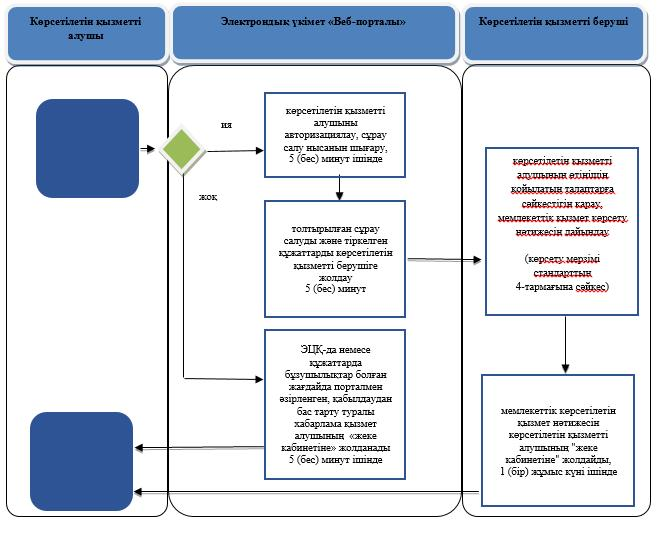 Көрсетілетін қызметті
алушы
Электрондық үкімет «Веб-порталы»
Көрсетілетін қызметті беруші
ия
жоқ
көрсетілетін қызметті
алушыны
авторизациялау, сұрау
салу нысанын шығару,
5 (бес) минут ішінде
толтырылған сұрау
салуды және тіркелген
құжаттарды көрсетілетін
қызметті берушіге
жолдау
5 (бес) минут
ЭЦҚ-да немесе
құжаттарда
бұзушылықтар болған
жағдайда порталмен
әзірленген, қабылдаудан
бас тарту туралы
хабарлама қызмет
алушының «жеке
кабинетіне» жолданады
5 (бес) минут ішінде
көрсетілетін қызметті
алушының өтінішін
қойылатын талаптарға
сәйкестігін қарау,
мемлекеттік қызмет көрсету
нәтижесін дайындау
(көрсету мерзімі
стандарттың
4-тармағына сәйкес)
мемлекеттік көрсетілетін
қызмет нәтижесін
көрсетілетін қызметті
алушының "жеке
кабинетіне" жолдайды,
1 (бір) жұмыс күні ішінде